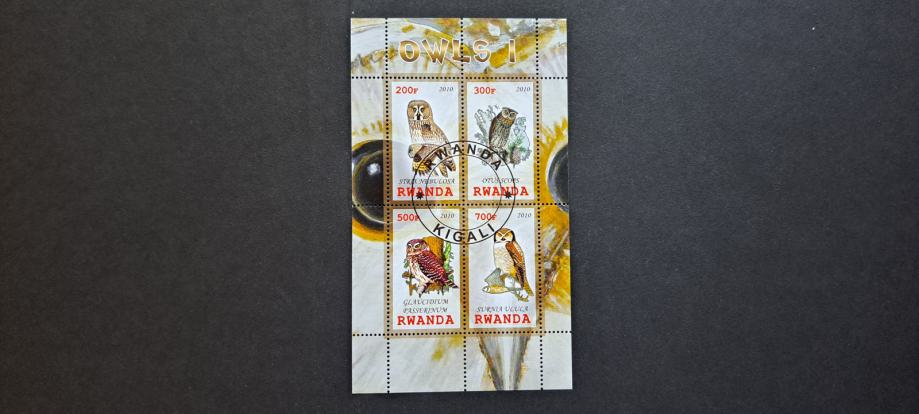 OWLS I
200F 2010
STRIX NEBULOSA
RWANDA
300F 2010
OTUS SCOPS
RWANDA
RWANDA
KIGALI
500F 2010
GLAUCIDIUM
PASSERINUM
RWANDA
700F 2010
SURNIA ULULA
RWANDA